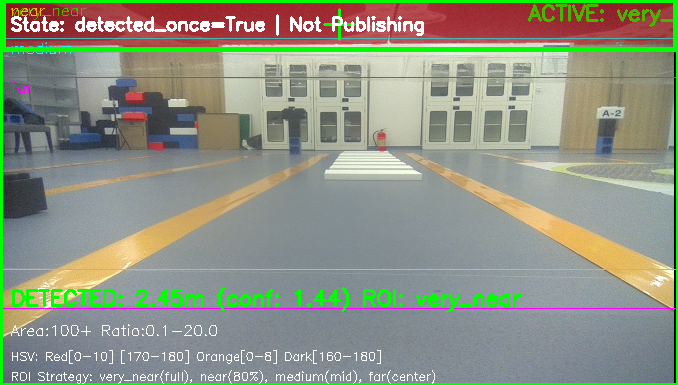 near_near
State: detected_once=True | Not Publishing
ACTIVE: very_
medium
A-2
DETECTED: 2.45m (conf: 1.44) ROI: very_near
Area:100+ Ratio:0.1-20.0
HSV: Red[0-10] [170-180] Orange[0-8] Dark[160-180]
ROI Strategy: very_near(full), near(80%), medium(mid), far(center)